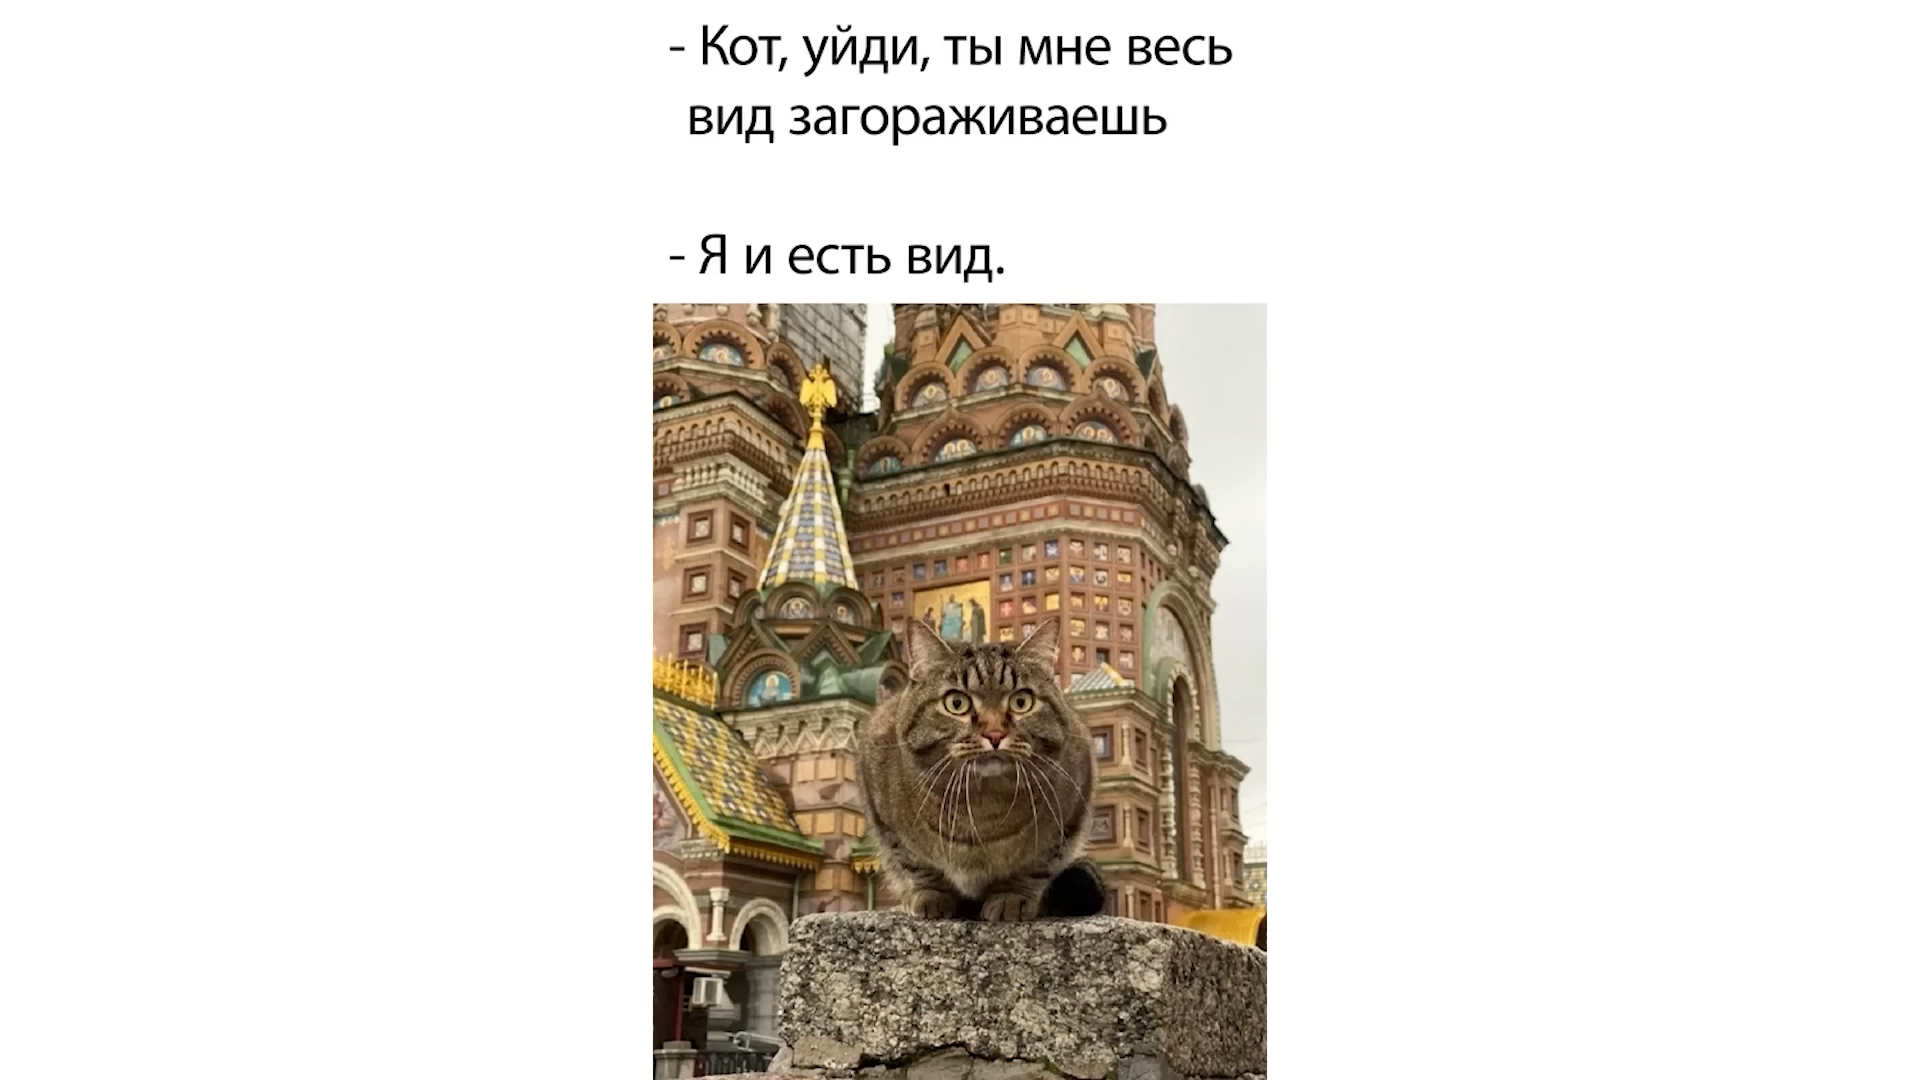 - Кот, уйди, ты мне весь
вид загораживаешь
- Я и есть вид.